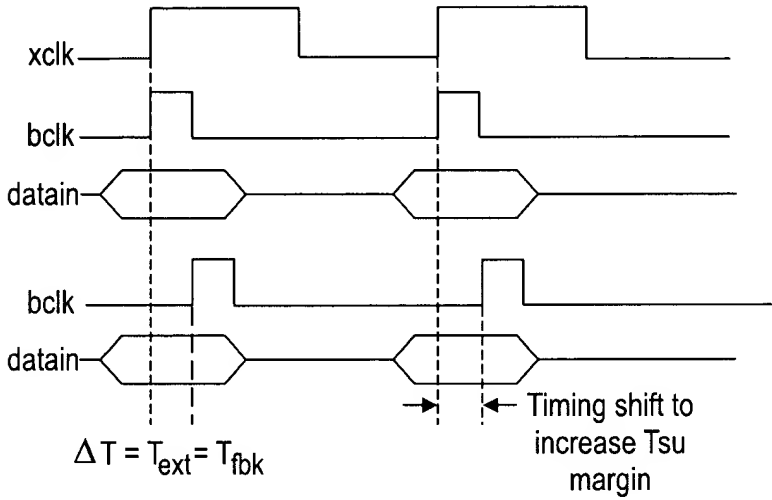 xclk
bclk
datain
bclk
datain
ΔT = Text = Tfbk
Timing shift to
increase Tsu
margin